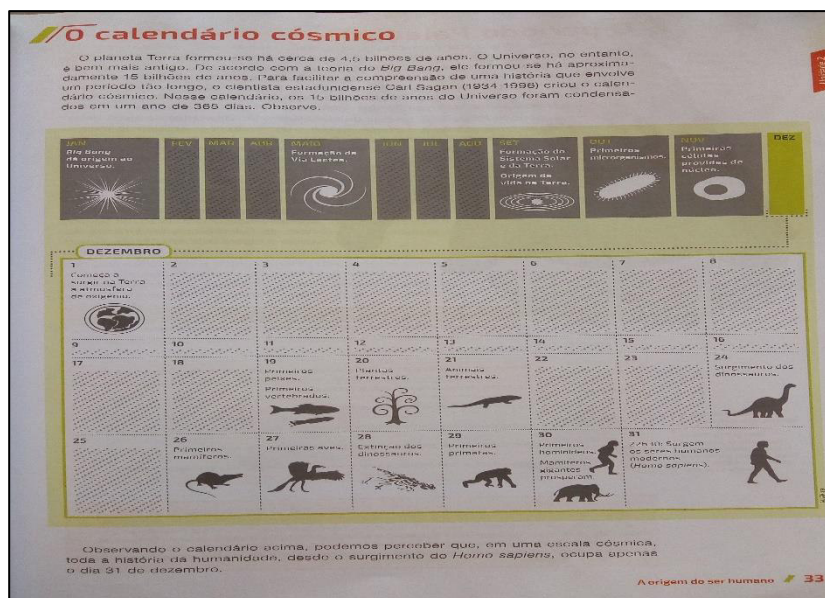 O calendário cósmico
O planeta Terra formou-se há cerca de 4,5 bilhões de anos. O Universo, no entanto,
é bem mais antigo. De acordo com a teoria do Big Bang, ele formou-se há aproxima-
damente 15 bilhões de anos. Para facilitar a compreensão de uma história que envolve
um período tão longo, o cientista estadunidense Carl Sagan (1934-1996) criou o calen-
dário cósmico. Nesse calendário, os 15 bilhões de anos do Universo foram condensa-
dos em um ano de 365 dias. Observe.
Unidade 2
JAN
Big Bang
dá origem ao
Universo.
FEV
MAR
ABR
MAIO
Formação da
Via Láctea.
JUN
JUL
AGO
SET
Formação do
Sistema Solar
e da Terra.
Origem da
vida na Terra.
OUT
Primeiros
microrganismos.
NOV
Primeiras
células
providas de
núcleo.
DEZ
DEZEMBRO
1
Começa a
surgir na Terra
a atmosfera
de oxigênio.
2
3
4
5
6
7
8
9
10
11
12
13
14
15
16
17
18
19
Primeiros
peixes.
Primeiros
vertebrados.
20
Plantas
terrestres.
21
Animais
terrestres.
22
23
24
Surgimento dos
dinossauros.
25
26
Primeiros
mamíferos.
27
Primeiras aves.
28
Extinção dos
dinossauros.
29
Primeiros
primatas.
30
Primeiros
hominídeos.
Mamíferos
gigantes
prosperam.
31
Surgem
os seres humanos
modernos
(Homo sapiens).
Observando o calendário acima, podemos perceber que, em uma escala cósmica,
toda a história da humanidade, desde o surgimento do Homo sapiens, ocupa apenas
o dia 31 de dezembro.
A origem do ser humano 33